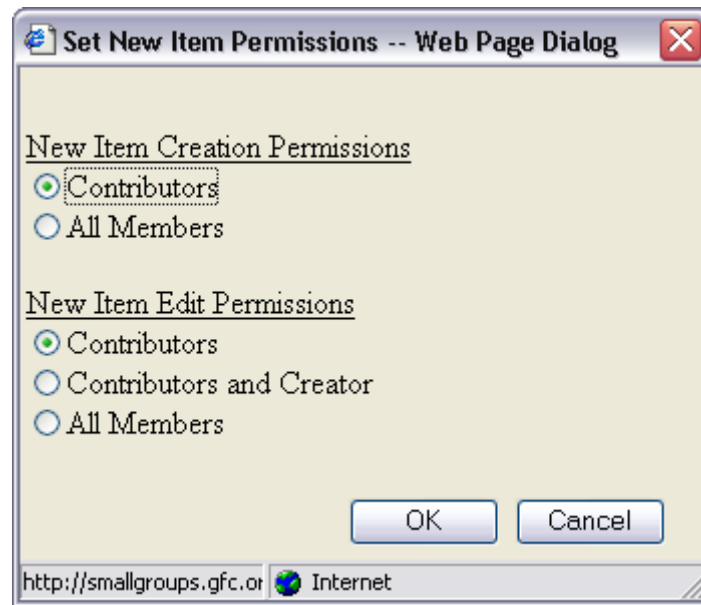 Set New Item Permissions -- Web Page Dialog
New Item Creation Permissions
Contributors
All Members
New Item Edit Permissions
Contributors
Contributors and Creator
All Members
OK Cancel
http://smallgroups.gfc.or Internet